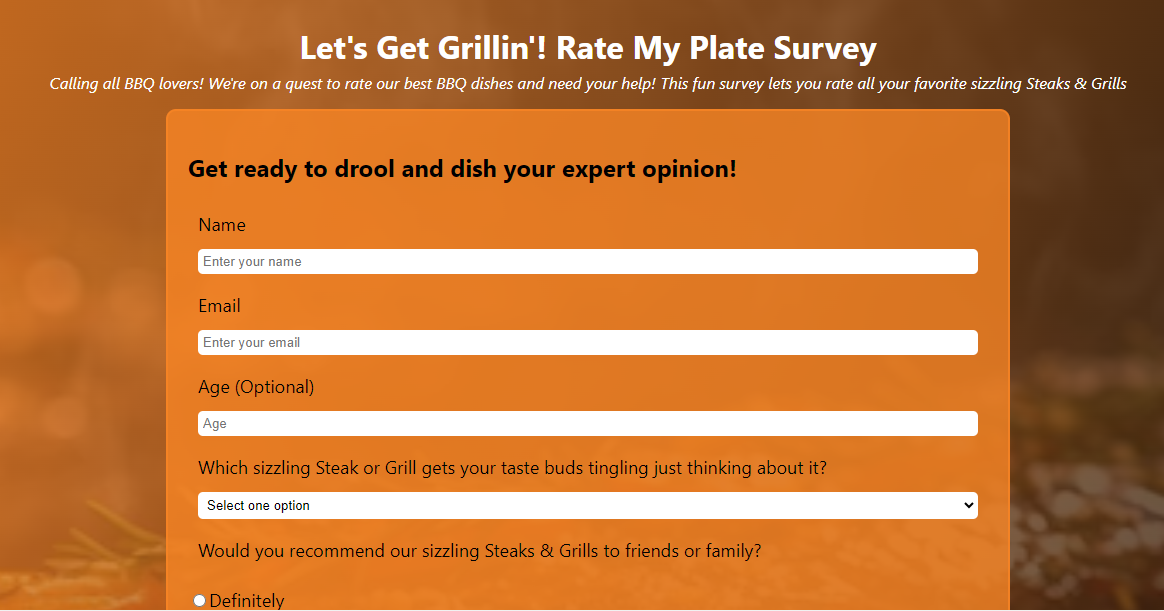 Let's Get Grillin'! Rate My Plate Survey
Calling all BBQ lovers! We're on a quest to rate our best BBQ dishes and need your help! This fun survey lets you rate all your favorite sizzling Steaks & Grills
Get ready to drool and dish your expert opinion!
Name
Enter your name
Email
Enter your email
Age (Optional)
Age
Which sizzling Steak or Grill gets your taste buds tingling just thinking about it?
Select one option
Would you recommend our sizzling Steaks & Grills to friends or family?
Definitely